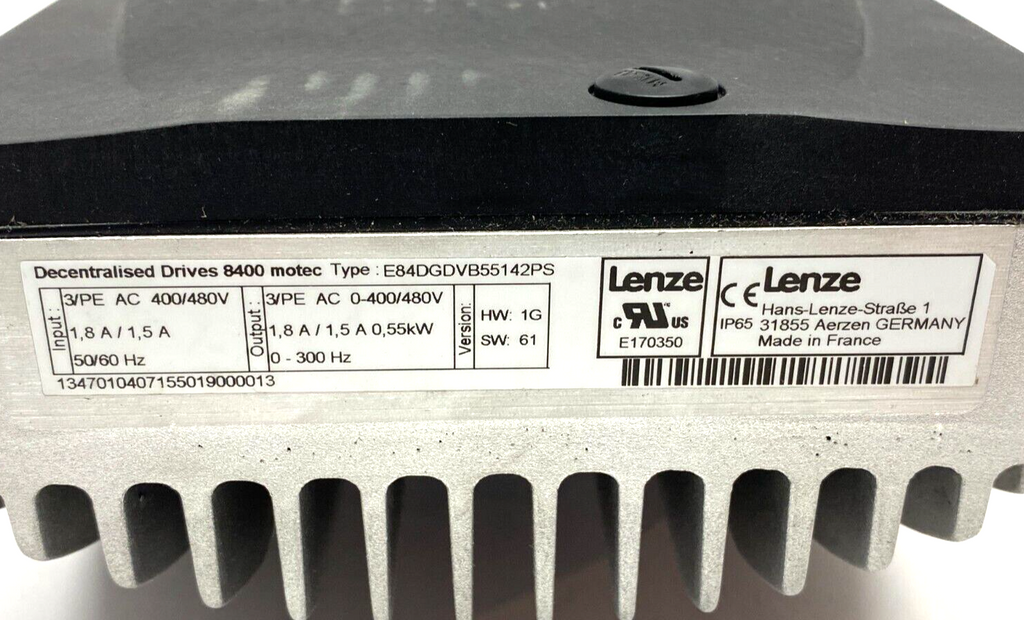 Decentralised Drives 8400 motec Type : E84DGDVB55142PS
Input :
3/PE AC 400/480V
1,8 A / 1,5 A
50/60 Hz
Output :
3/PE AC 0-400/480V
1,8 A / 1,5 A 0,55kW
0 - 300 Hz
Version:
HW: 1G
SW: 61
1347010407155019000013
Lenze
c RU US
E170350
CE Lenze
Hans-Lenze-Straße 1
IP65 31855 Aerzen GERMANY
Made in France